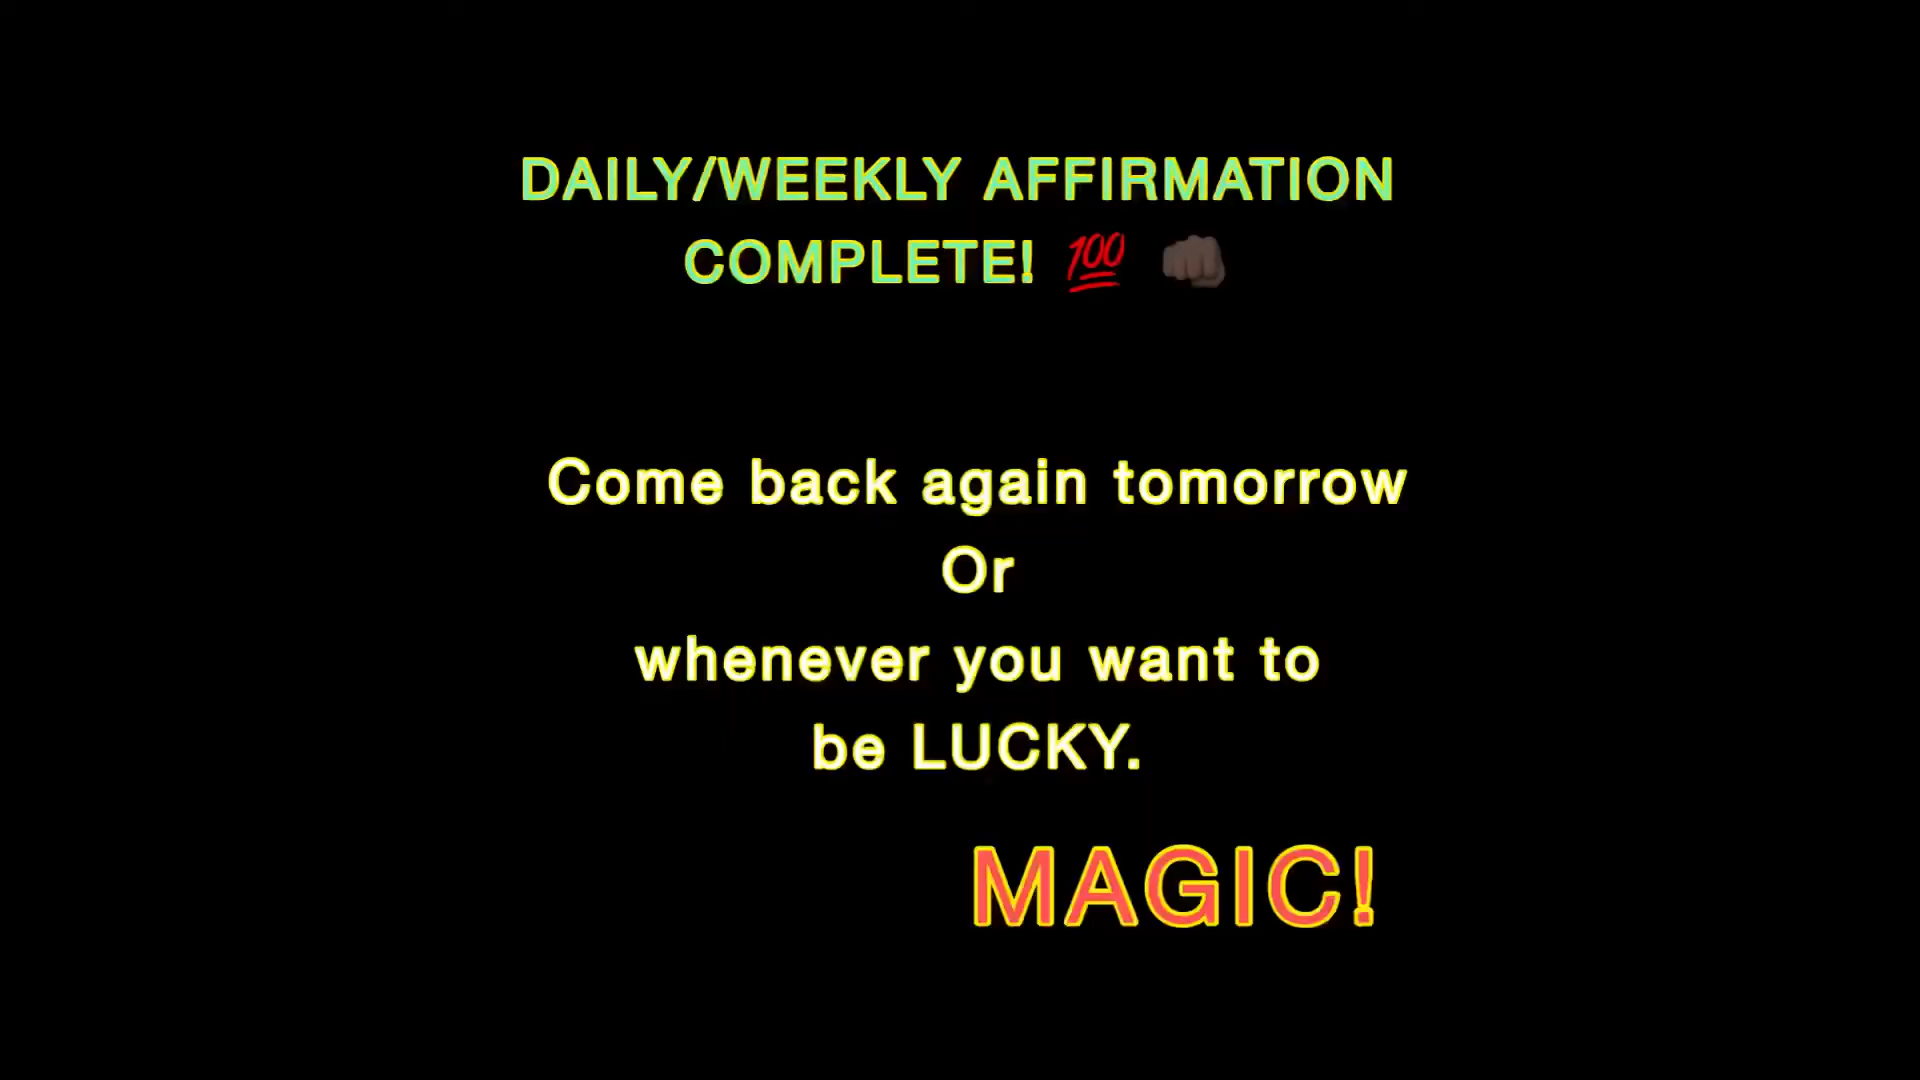 DAILY/WEEKLY AFFIRMATION
COMPLETE! 💯 👊🏿
Come back again tomorrow
Or
whenever you want to
be LUCKY.
MAGIC!